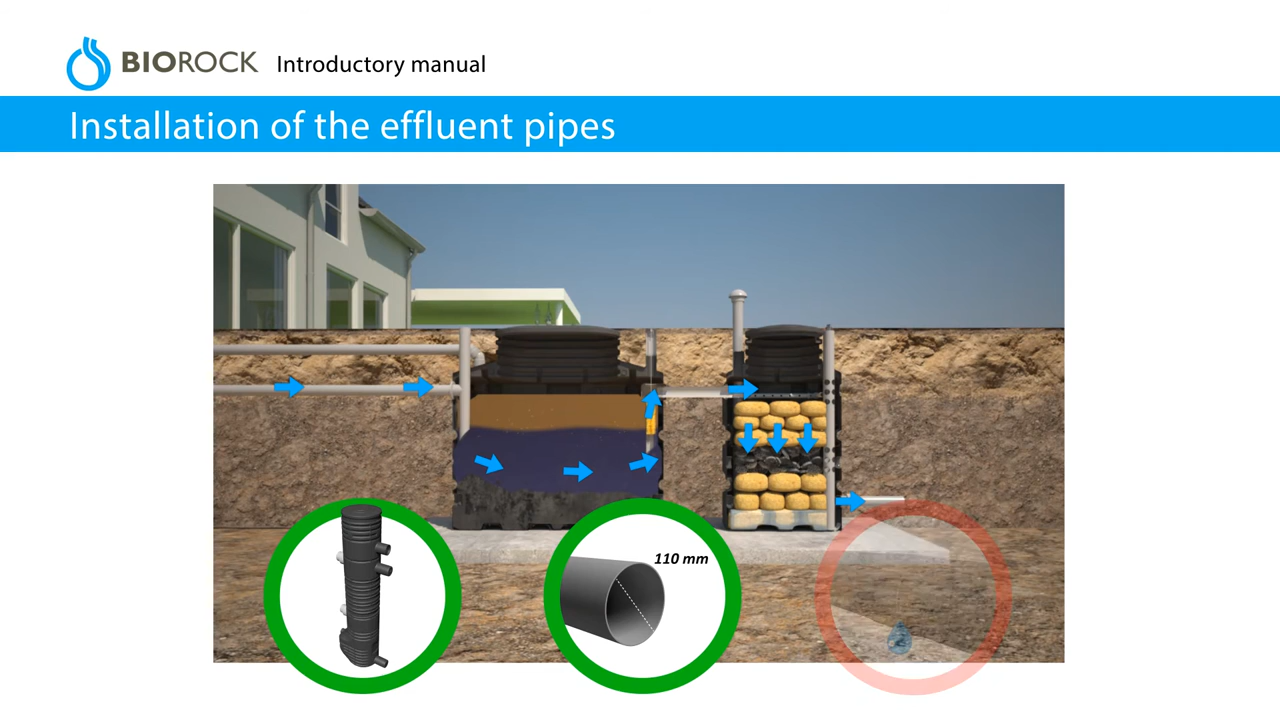 BIOROCK Introductory manual
Installation of the effluent pipes
110 mm